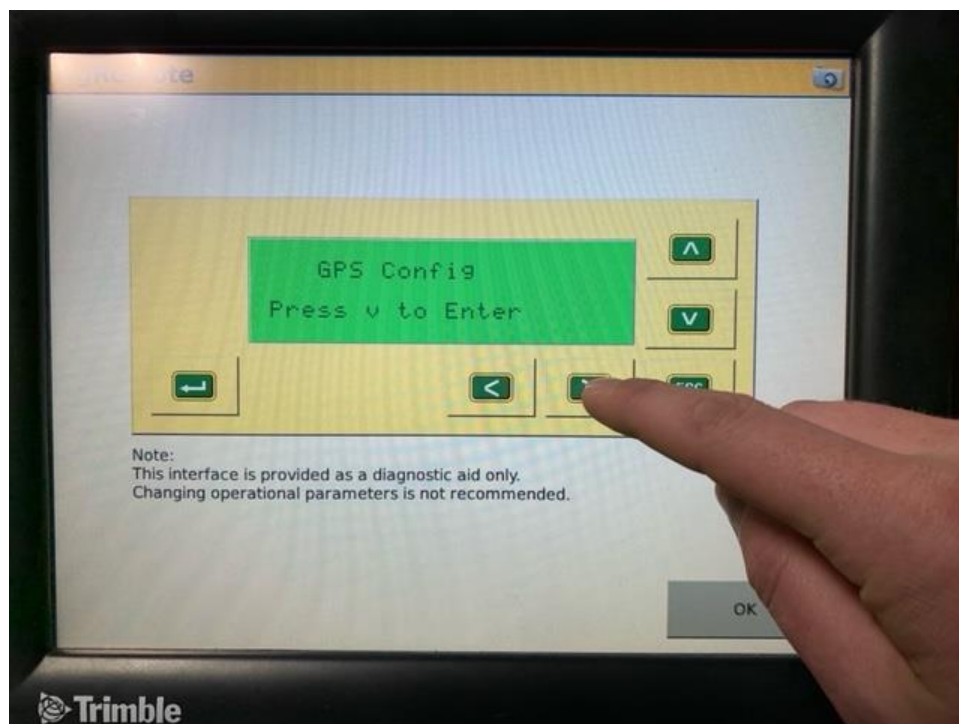 GPS Config
Press v to Enter
ESC
Note:
This interface is provided as a diagnostic aid only.
Changing operational parameters is not recommended.
OK
Trimble